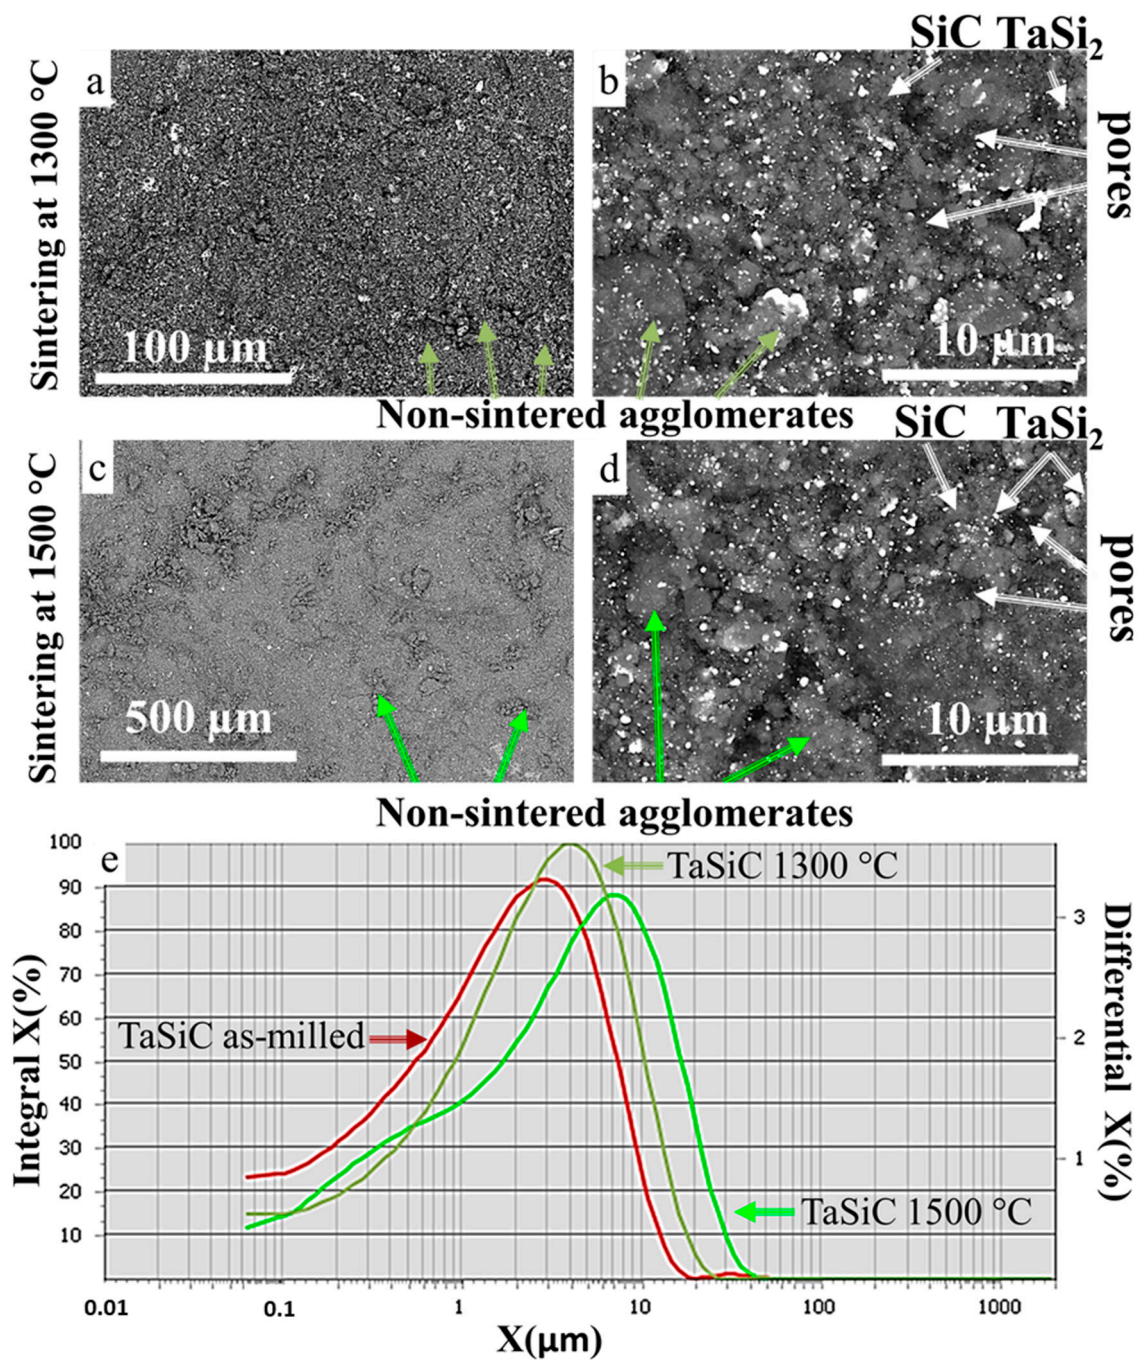 SiC TaSi₂
a
b
Sintering at 1300 °C
pores
100 µm
10 µm
Non-sintered agglomerates
SiC TaSi₂
c
d
Sintering at 1500 °C
pores
500 µm
10 µm
Non-sintered agglomerates
e
TaSiC 1300 °C
TaSiC as-milled
TaSiC 1500 °C
Integral X(%)
100
90
80
70
60
50
40
30
20
10
Differential X(%)
3
2
1
0.01 0.1 1 10 100 1000
X(µm)